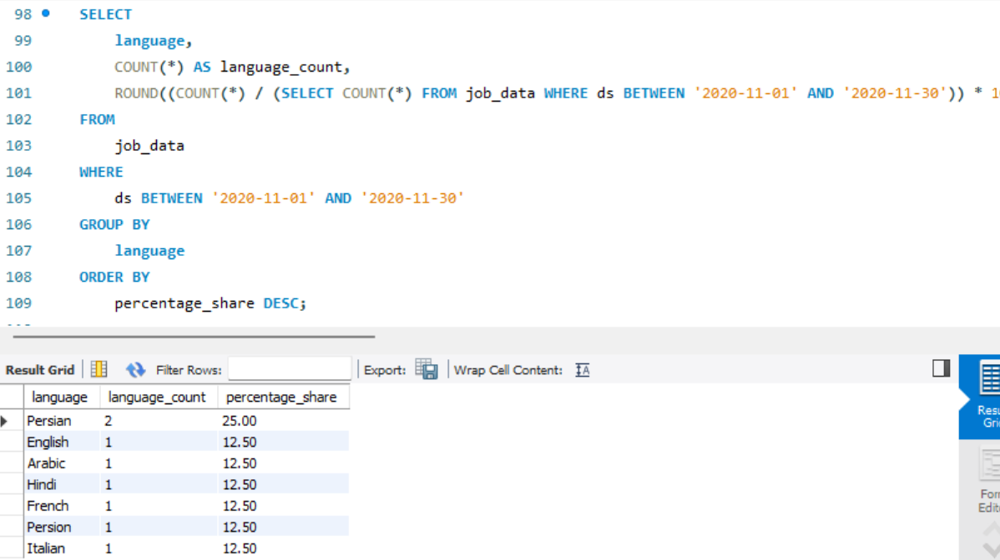 98 SELECT
99 language,
100 COUNT(*) AS language_count,
101 ROUND((COUNT(*) / (SELECT COUNT(*) FROM job_data WHERE ds BETWEEN '2020-11-01' AND '2020-11-30')) * 1
102 FROM
103 job_data
104 WHERE
105 ds BETWEEN '2020-11-01' AND '2020-11-30'
106 GROUP BY
107 language
108 ORDER BY
109 percentage_share DESC;
Result Grid Filter Rows: Export: Wrap Cell Content: IA
language language_count percentage_share
Persian 2 25.00
English 1 12.50
Arabic 1 12.50
Hindi 1 12.50
French 1 12.50
Persion 1 12.50
Italian 1 12.50
Resu
Gri
For
Edit